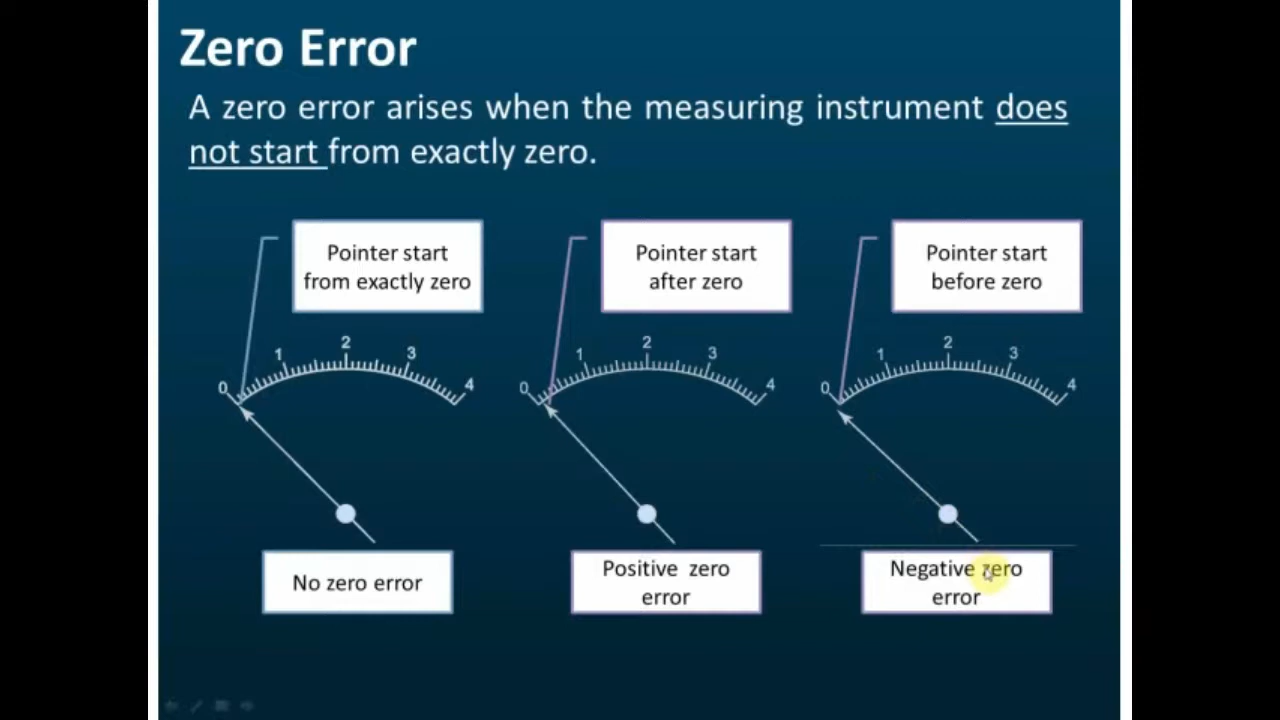 Zero Error
A zero error arises when the measuring instrument does
not start from exactly zero.
Pointer start
from exactly zero
Pointer start
after zero
Pointer start
before zero
0 1 2 3 4
0 1 2 3 4
0 1 2 3 4
No zero error
Positive zero
error
Negative zero
error